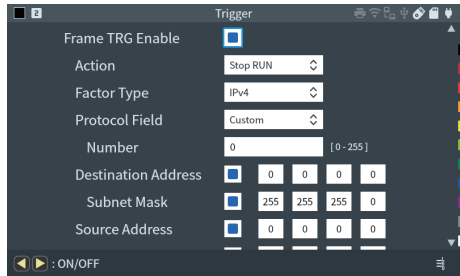 2 Trigger
Frame TRG Enable
Action Stop RUN
Factor Type IPv4
Protocol Field Custom
Number 0 [ 0 - 255 ]
Destination Address 0 0 0 0
Subnet Mask 255 255 255 0
Source Address 0 0 0 0
: ON/OFF